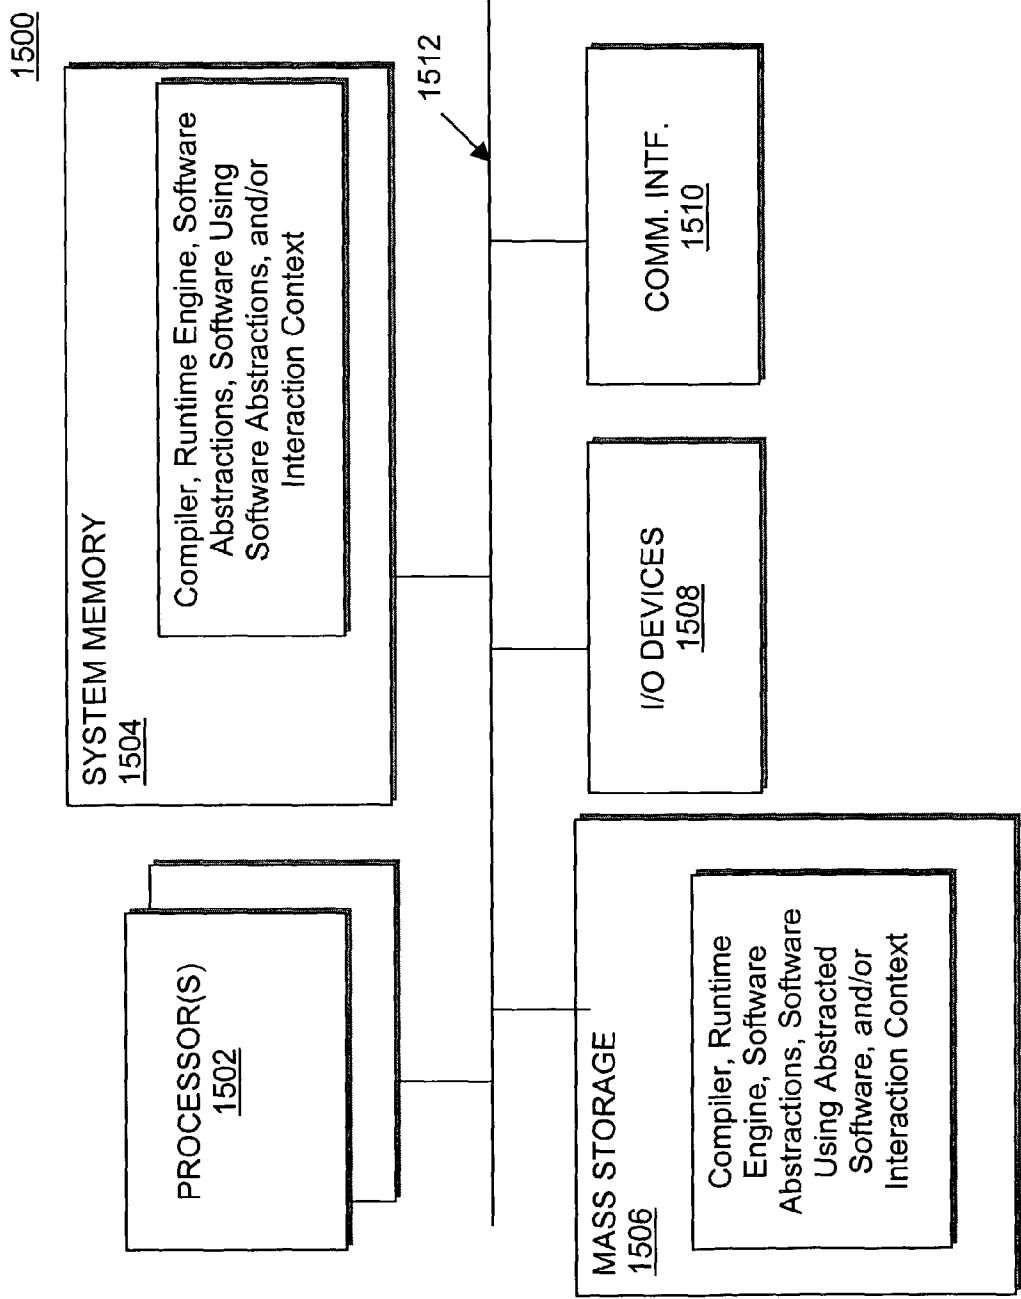 1500
PROCESSOR(S)
1502
SYSTEM MEMORY
1504
Compiler, Runtime Engine, Software
Abstractions, Software Using
Software Abstractions, and/or
Interaction Context
1512
MASS STORAGE
1506
Compiler, Runtime
Engine, Software
Abstractions, Software
Using Abstracted
Software, and/or
Interaction Context
I/O DEVICES
1508
COMM. INTF.
1510